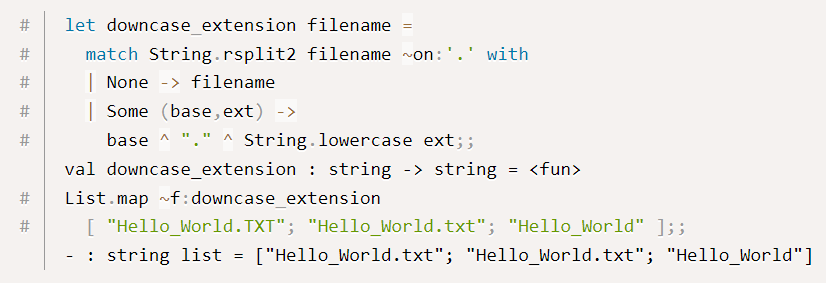 # let downcase_extension filename =
# match String.rsplit2 filename ~on:'.' with
# | None -> filename
# | Some (base,ext) ->
# base ^ "." ^ String.lowercase ext;;
val downcase_extension : string -> string = <fun>
# List.map ~f:downcase_extension
# [ "Hello_World.TXT"; "Hello_World.txt"; "Hello_World" ];;
- : string list = ["Hello_World.txt"; "Hello_World.txt"; "Hello_World"]